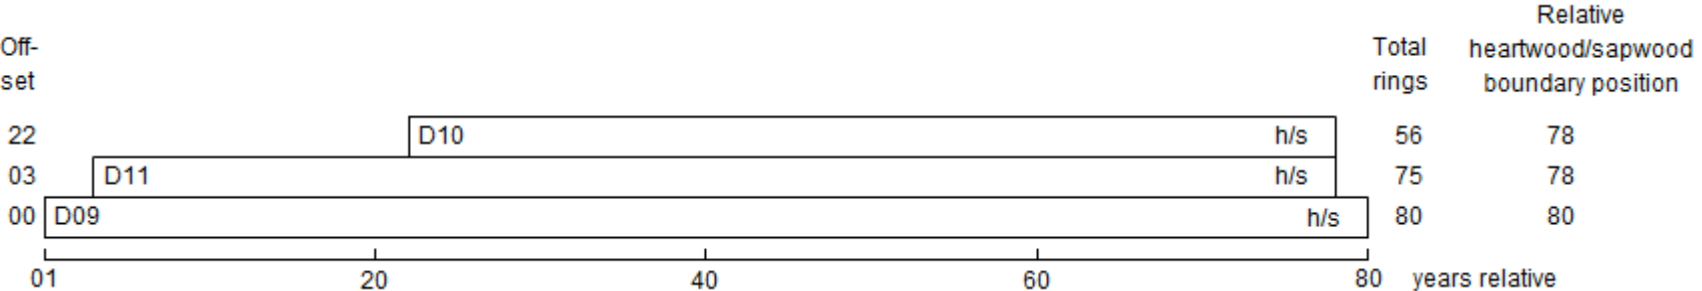 Off-
set
Total
rings
Relative
heartwood/sapwood
boundary position
22 D10 h/s 56 78
03 D11 h/s 75 78
00 D09 h/s 80 80
01 20 40 60 80 years relative